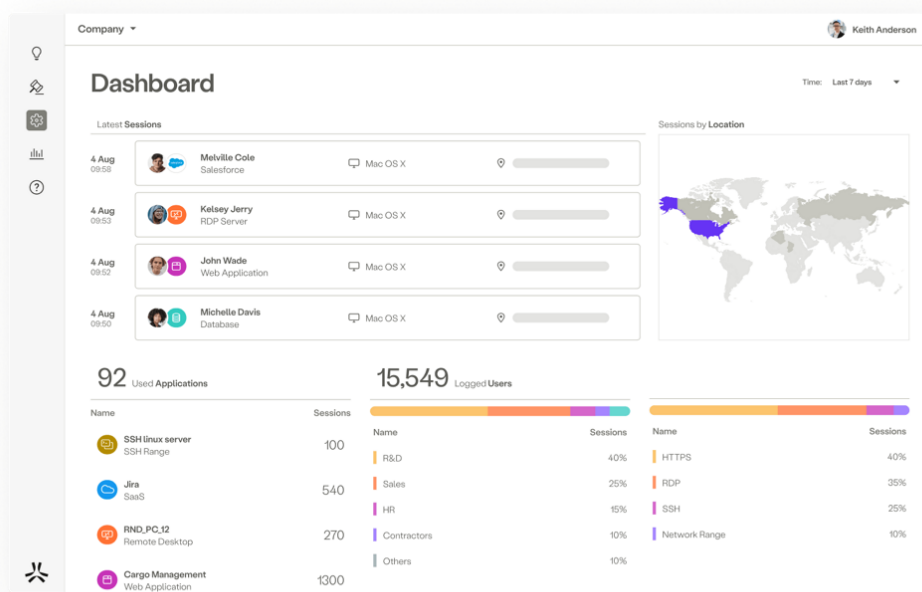 Company
Keith Anderson
Dashboard
Time: Last 7 days
Latest Sessions
Sessions by Location
4 Aug
09:58
Melville Cole
Salesforce
Mac OS X
4 Aug
09:53
Kelsey Jerry
RDP Server
Mac OS X
4 Aug
09:52
John Wade
Web Application
Mac OS X
4 Aug
09:50
Michelle Davis
Database
Mac OS X
92 Used Applications
Name Sessions
SSH linux server
SSH Range
100
Jira
SaaS
540
RND_PC_12
Remote Desktop
270
Cargo Management
Web Application
1300
15,549 Logged Users
Name Sessions
R&D 40%
Sales 25%
HR 15%
Contractors 10%
Others 10%
Name Sessions
HTTPS 40%
RDP 35%
SSH 25%
Network Range 10%